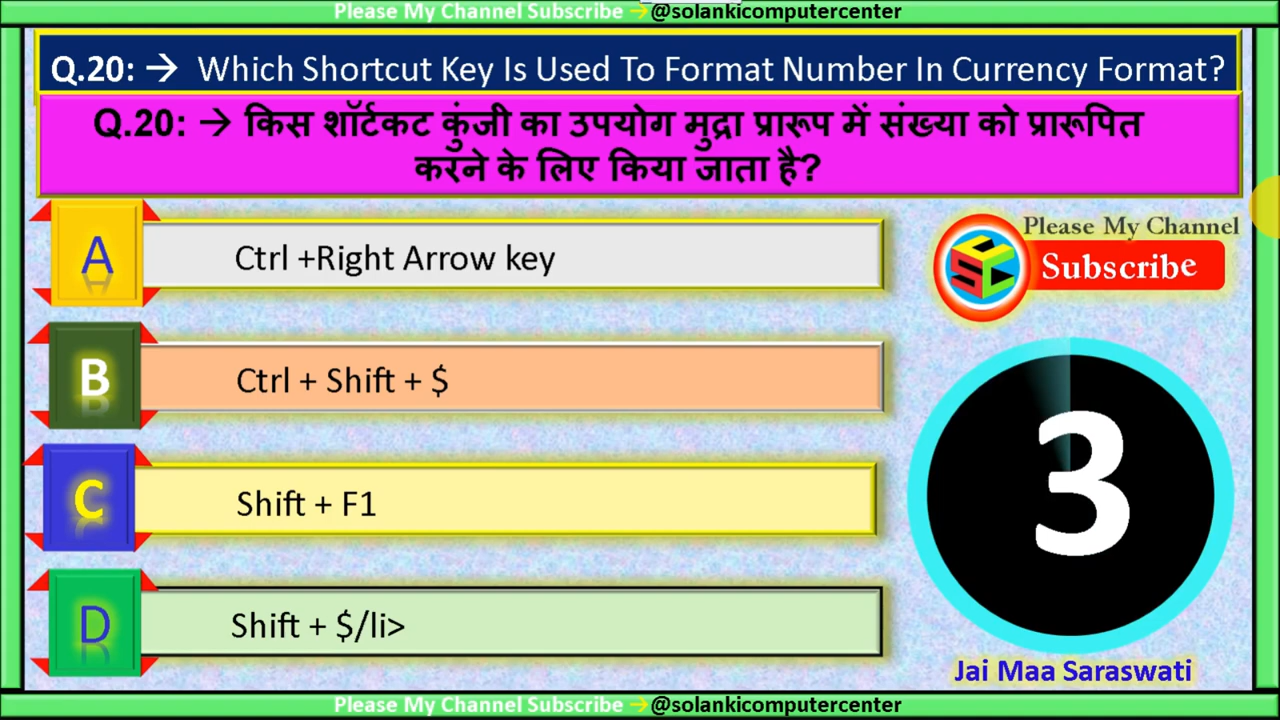 Please My Channel Subscribe → @solankicomputercenter
Q.20: → Which Shortcut Key Is Used To Format Number In Currency Format?
Q.20: → किस शॉर्टकट कुंजी का उपयोग मुद्रा प्रारूप में संख्या को प्रारूपित
करने के लिए किया जाता है?
A Ctrl +Right Arrow key
B Ctrl + Shift + $
C Shift + F1
D Shift + $/li>
Please My Channel
SCC
Subscribe
3
Jai Maa Saraswati
Please My Channel Subscribe → @solankicomputercenter